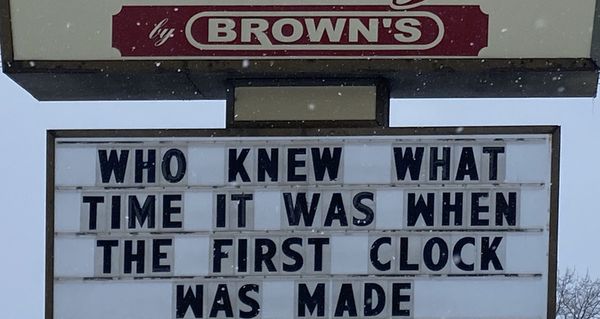 by BROWN'S
WHO KNEW WHAT
TIME IT WAS WHEN
THE FIRST CLOCK
WAS MADE